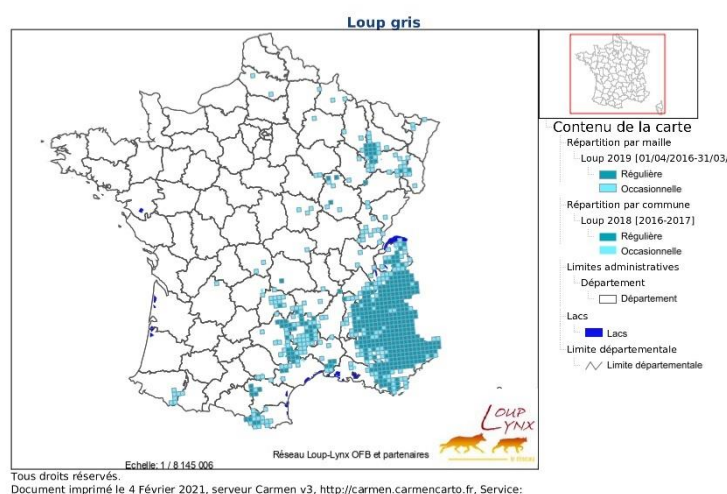 Loup gris
Contenu de la carte
Répartition par maille
Loup 2019 [01/04/2016-31/03/
Régulière
Occasionnelle
Répartition par commune
Loup 2018 [2016-2017]
Régulière
Occasionnelle
Limites administratives
Département
Département
Lacs
Lacs
Limite départementale
Limite départementale
LOUP
LYNX
Réseau Loup-Lynx OFB et partenaires
Echelle: 1 / 8 145 006
Tous droits réservés.
Document imprimé le 4 Février 2021, serveur Carmen v3, http://carmen.carmencarto.fr, Service: